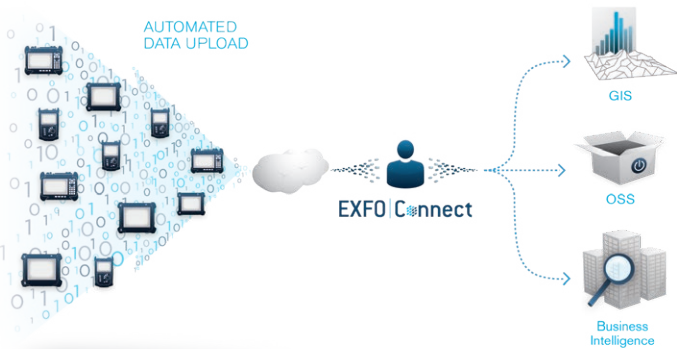 AUTOMATED
DATA UPLOAD
GIS
EXFO Connect
OSS
Business
Intelligence